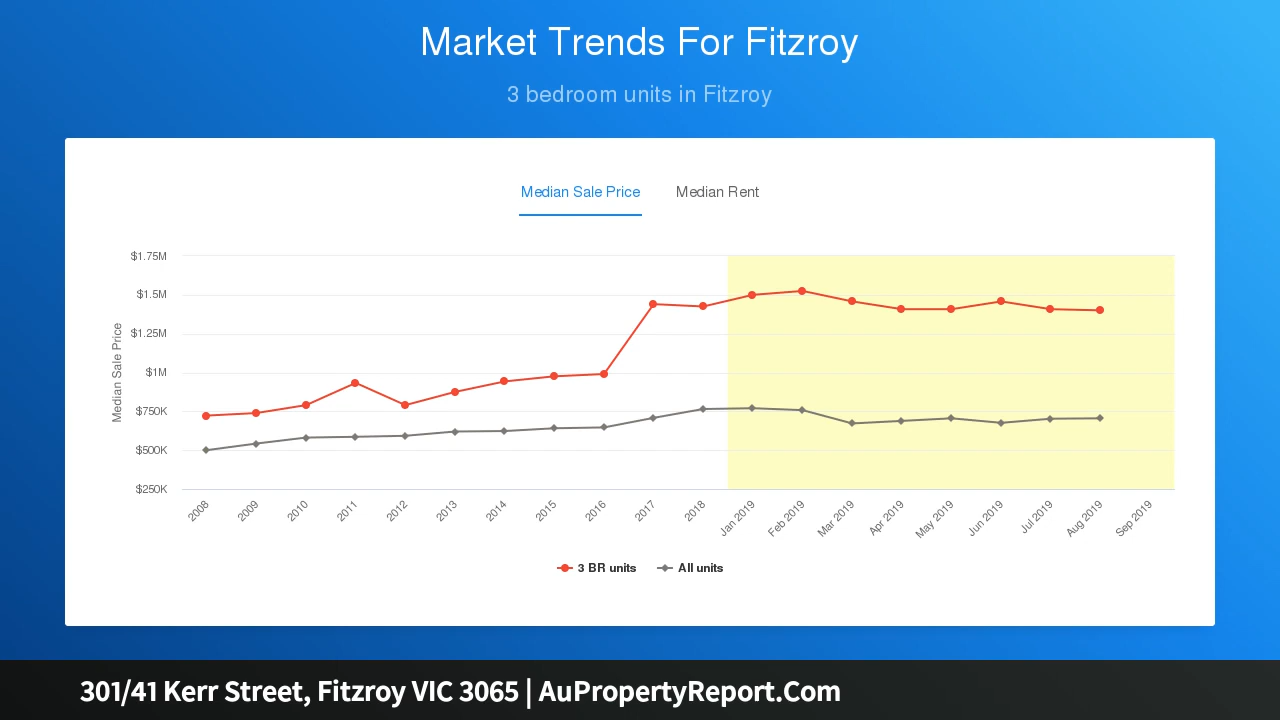 Market Trends For Fitzroy
3 bedroom units in Fitzroy
Median Sale Price Median Rent
Median Sale Price
$1.75M
$1.5M
$1.25M
$1M
$750K
$500K
$250K
2008 2009 2010 2011 2012 2013 2014 2015 2016 2017 2018 Jan 2019 Feb 2019 Mar 2019 Apr 2019 May 2019 Jun 2019 Jul 2019 Aug 2019 Sep 2019
3 BR units All units
301/41 Kerr Street, Fitzroy VIC 3065 | AuPropertyReport.Com